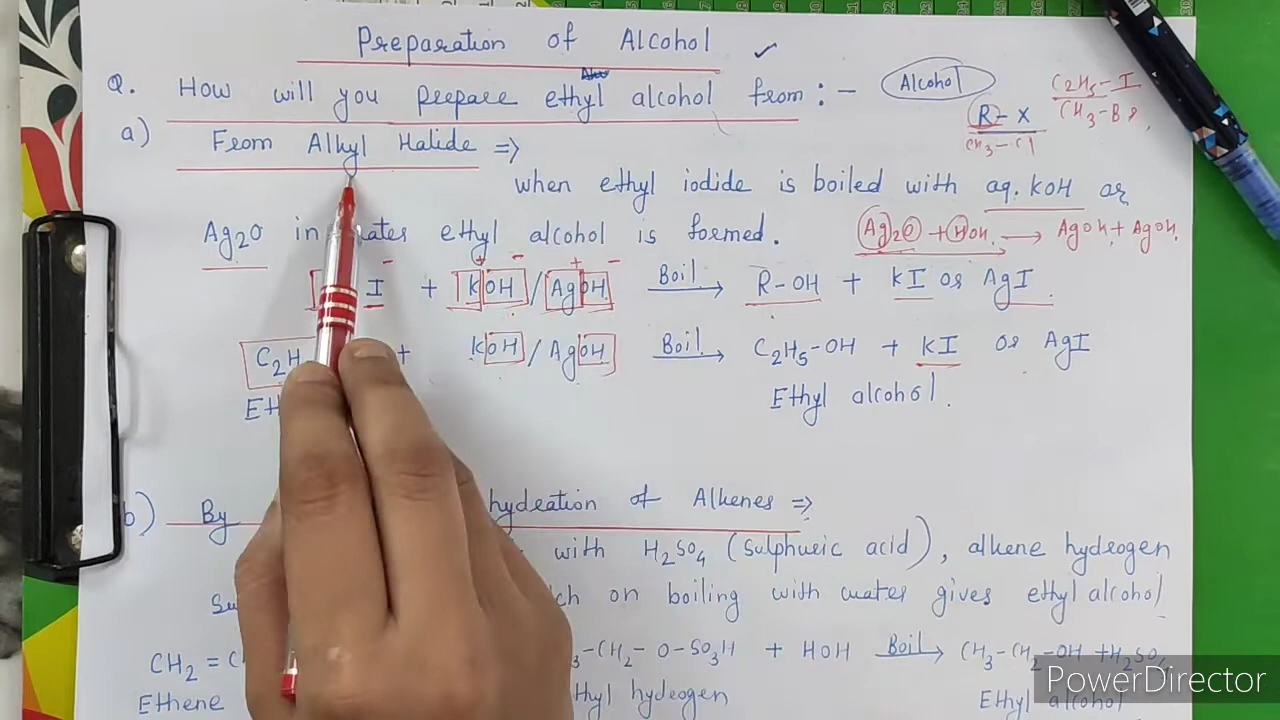 Preparation of Alcohol
Q. How will you prepare ethyl alcohol from : -
Alcohol
R - X
C2H5 - I
CH3 - Br,
CH3 - Cl
a) From Alkyl Halide =>
when ethyl iodide is boiled with aq. KOH or
Ag2O in water ethyl alcohol is formed.
Ag2O + HOH → AgOH + AgOH
I + KOH / AgOH Boil → R-OH + KI or AgI
C2H + KOH / AgOH Boil → C2H5-OH + KI or AgI
Ethyl alcohol.
b) By hydration of Alkenes =>
with H2SO4 (Sulphuric acid), alkene hydrogen
on boiling with water gives ethyl alcohol
CH2 = -CH2-O-SO3H + HOH Boil → CH3-CH2-OH + H2SO4
Ethene hydrogen Ethyl alcohol
PowerDirector